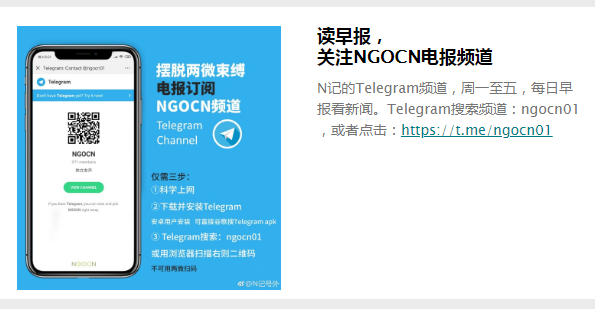 Telegram: Contact @ngocn01
Telegram
Don't have Telegram yet? Try it now!
NGOCN
971 members
VIEW CHANNEL
If you have Telegram, you can view and join
NGOCN right away.
NGOCN
摆脱两微束缚
电报订阅
NGOCN频道
Telegram
Channel
仅需三步：
①科学上网
②下载并安装Telegram
安卓用户安装 可直接谷歌搜Telegram apk
③ Telegram搜索：ngocn01
或用浏览器扫描右则二维码
不可用两微扫码
@N记号外
读早报，
关注NGOCN电报频道
N记的Telegram频道，周一至五，每日早
报看新闻。Telegram搜索频道：ngocn01
，或者点击：https://t.me/ngocn01